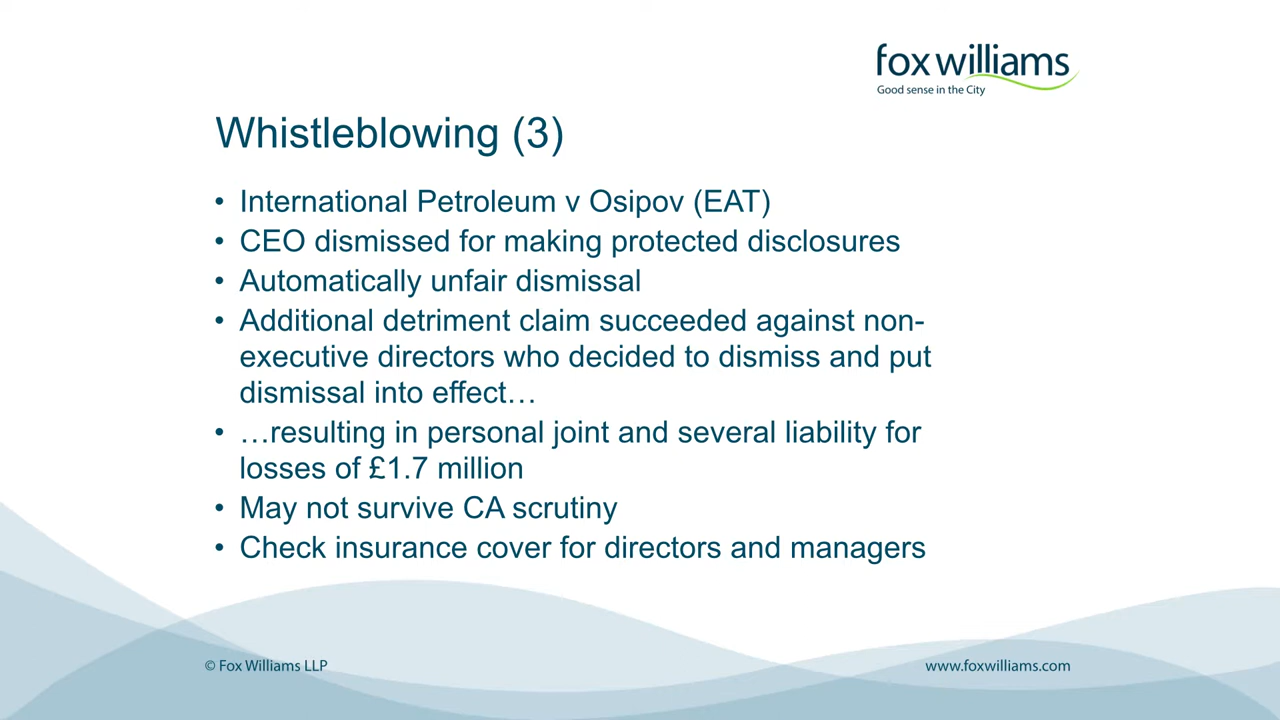 fox williams
Good sense in the City
Whistleblowing (3)
• International Petroleum v Osipov (EAT)
• CEO dismissed for making protected disclosures
• Automatically unfair dismissal
• Additional detriment claim succeeded against non-
executive directors who decided to dismiss and put
dismissal into effect…
• …resulting in personal joint and several liability for
losses of £1.7 million
• May not survive CA scrutiny
• Check insurance cover for directors and managers
© Fox Williams LLP
www.foxwilliams.com